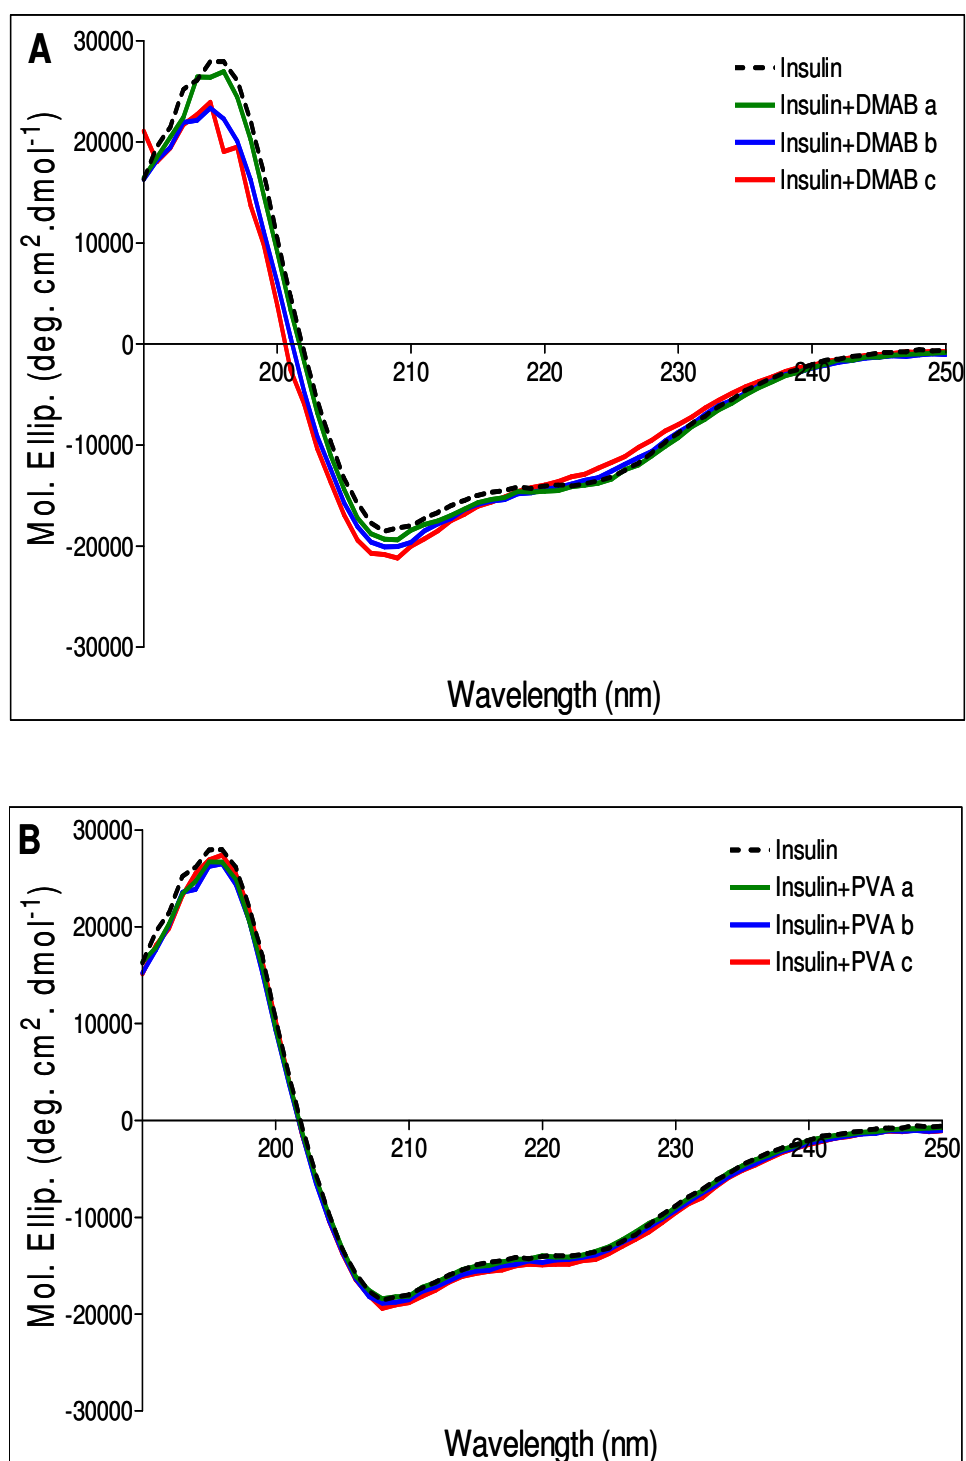 A
30000
20000
10000
0
-10000
-20000
-30000
Mol. Ellip. (deg. cm².dmol⁻¹)
Insulin
Insulin+DMAB a
Insulin+DMAB b
Insulin+DMAB c
200 210 220 230 240 250
Wavelength (nm)
B
30000
20000
10000
0
-10000
-20000
-30000
Mol. Ellip. (deg. cm². dmol⁻¹)
Insulin
Insulin+PVA a
Insulin+PVA b
Insulin+PVA c
200 210 220 230 240 250
Wavelength (nm)